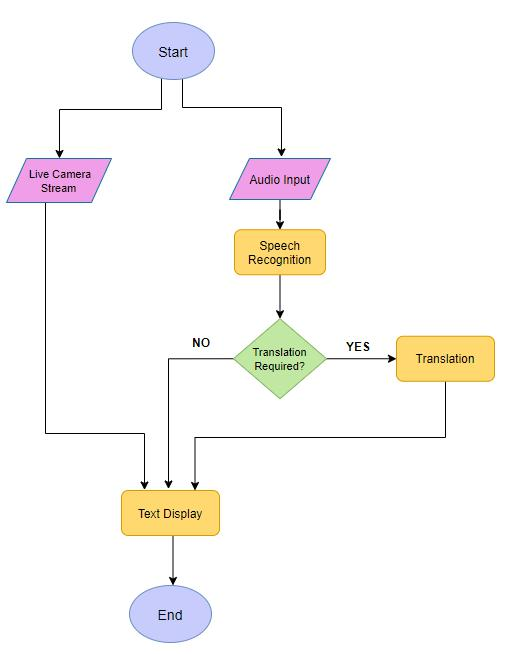 Start
Live Camera
Stream
Audio Input
Speech
Recognition
NO
Translation
Required?
YES
Translation
Text Display
End